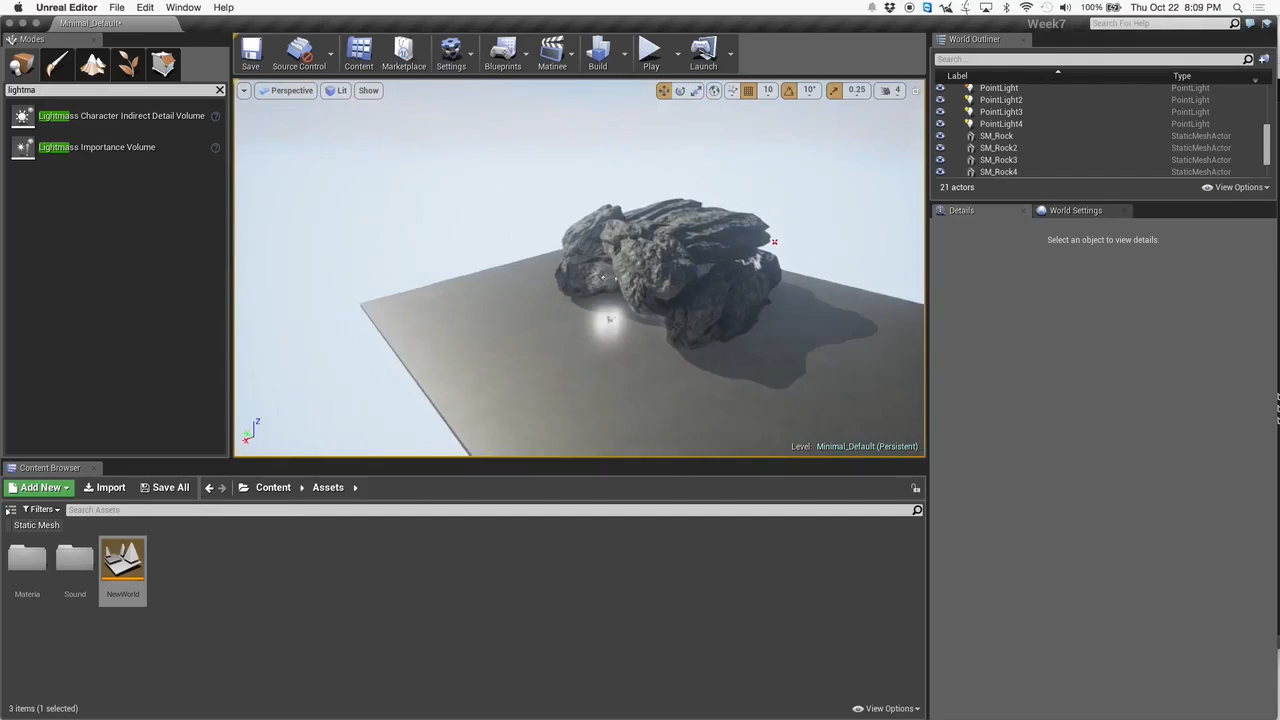 Unreal Editor File Edit Window Help
100% Thu Oct 22 8:09 PM
Minimal_Default*
Week7
Search For Help
Modes
lightma
Lightmass Character Indirect Detail Volume
Lightmass Importance Volume
Save Source Control Content Marketplace Settings Blueprints Matinee Build Play Launch
Perspective Lit Show
10 10° 0.25 4
Z
Level: Minimal_Default (Persistent)
World Outliner
Search...
Label Type
PointLight PointLight
PointLight2 PointLight
PointLight3 PointLight
PointLight4 PointLight
SM_Rock StaticMeshActor
SM_Rock2 StaticMeshActor
SM_Rock3 StaticMeshActor
SM_Rock4 StaticMeshActor
21 actors View Options
Details World Settings
Select an object to view details.
Content Browser
Add New Import Save All Content Assets
Filters Search Assets
Static Mesh
Materia Sound NewWorld
3 items (1 selected) View Options